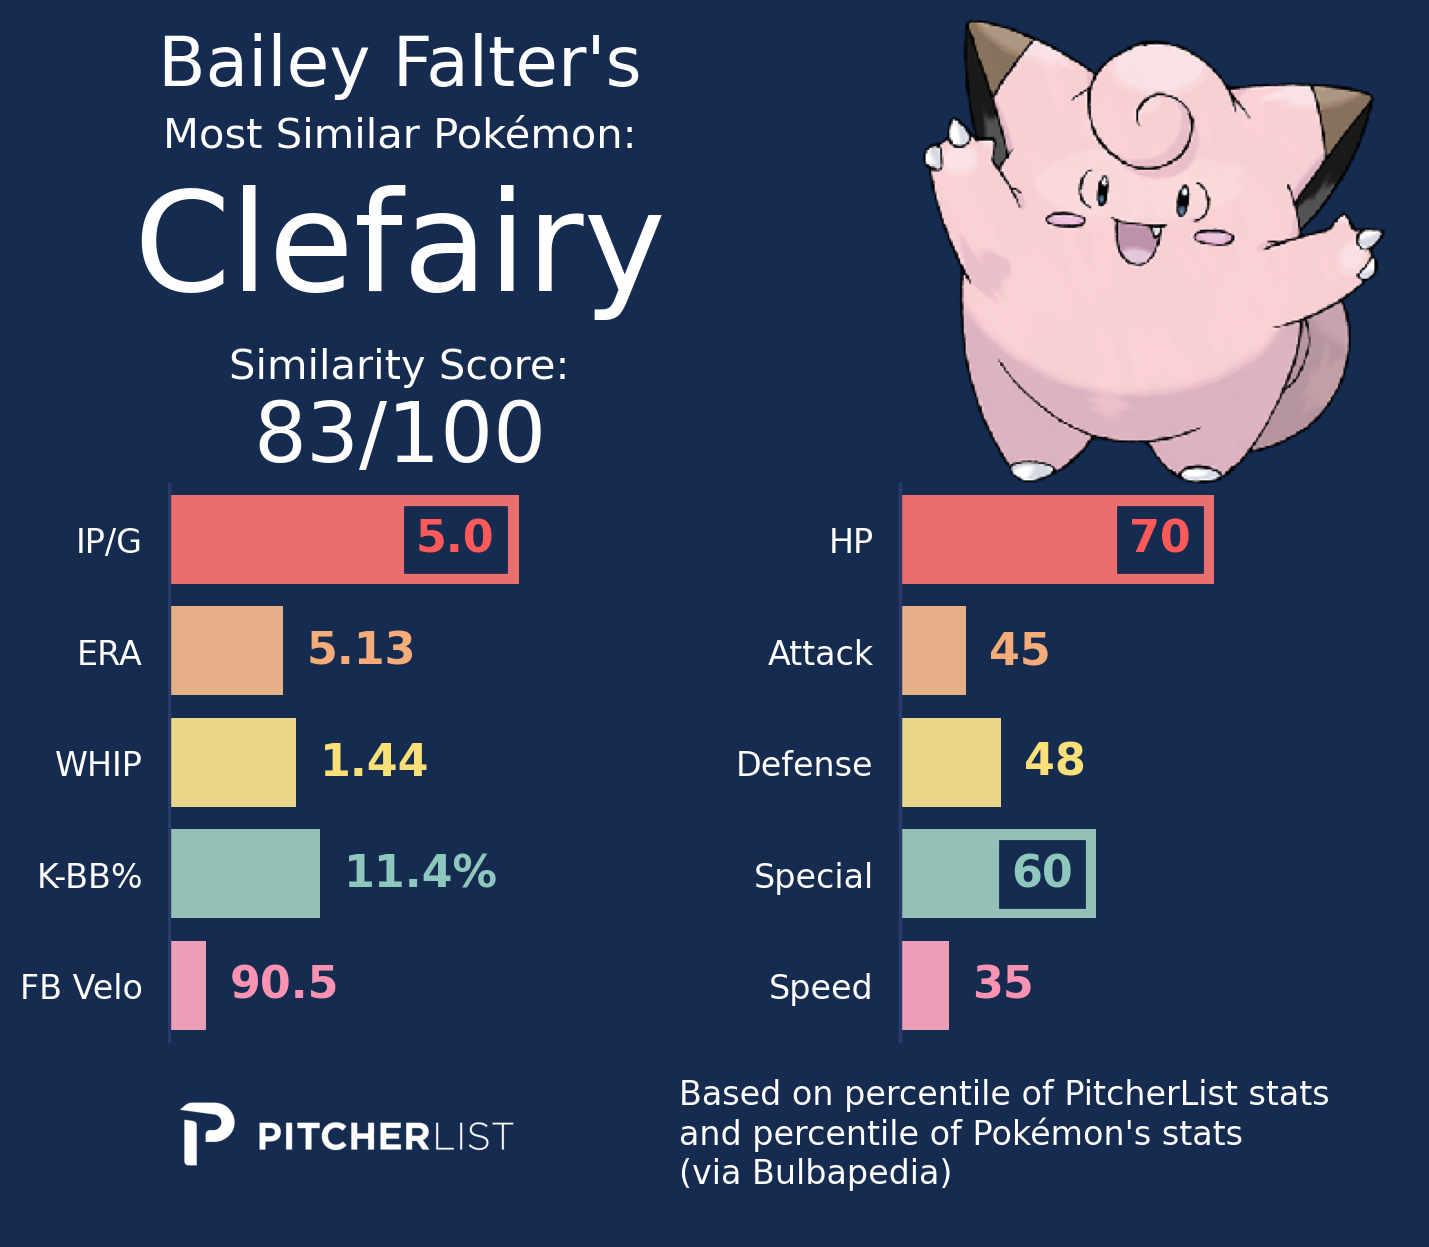 Bailey Falter's
Most Similar Pokémon:
Clefairy
Similarity Score:
83/100
IP/G 5.0
ERA 5.13
WHIP 1.44
K-BB% 11.4%
FB Velo 90.5
HP 70
Attack 45
Defense 48
Special 60
Speed 35
PITCHERLIST
Based on percentile of PitcherList stats
and percentile of Pokémon's stats
(via Bulbapedia)